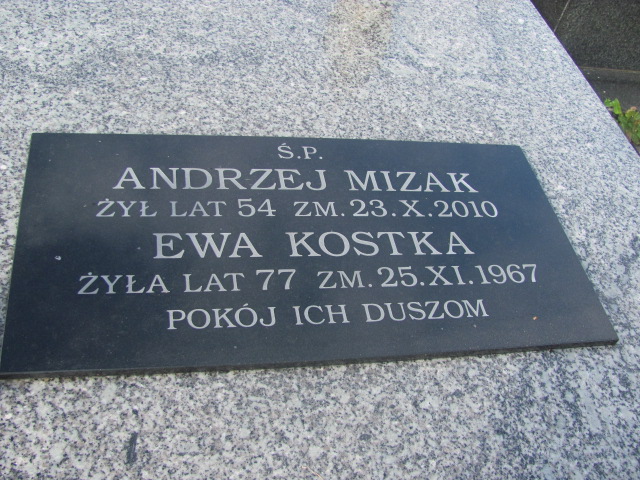 Ś.P.
ANDRZEJ MIZAK
ŻYŁ LAT 54 ZM. 23.X.2010
EWA KOSTKA
ŻYŁA LAT 77 ZM. 25.XI.1967
POKÓJ ICH DUSZOM